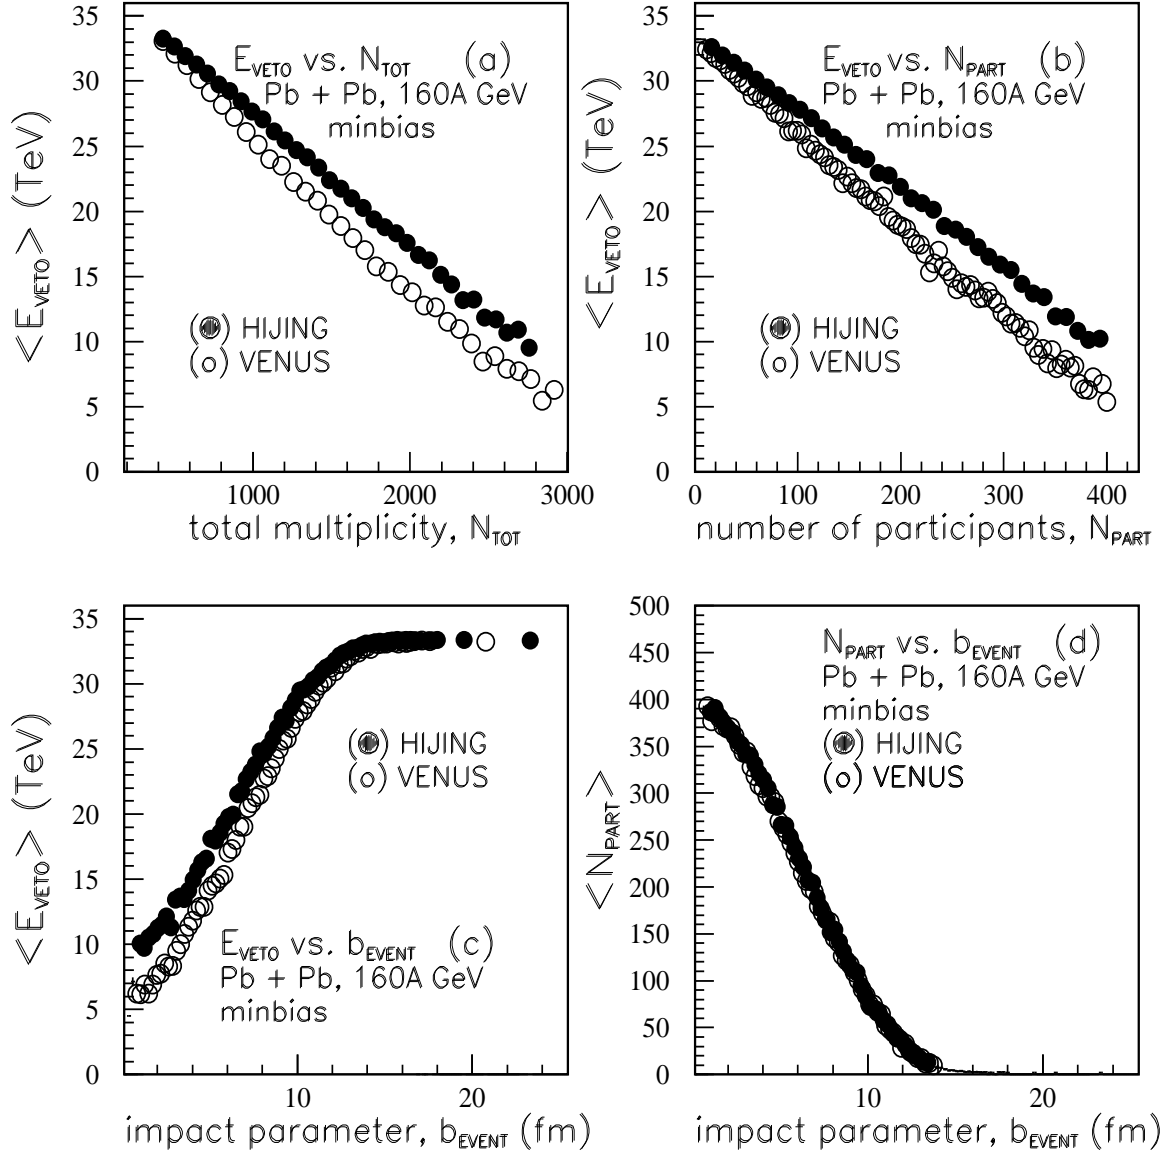 <E_VETO> (TeV)
35
30
25
20
15
10
5
0
E_VETO vs. N_TOT (a)
Pb + Pb, 160A GeV
minbias
(●) HIJING
(○) VENUS
1000 2000 3000
total multiplicity, N_TOT
<E_VETO> (TeV)
35
30
25
20
15
10
5
0
E_VETO vs. N_PART (b)
Pb + Pb, 160A GeV
minbias
(●) HIJING
(○) VENUS
0 100 200 300 400
number of participants, N_PART
<E_VETO> (TeV)
35
30
25
20
15
10
5
0
(●) HIJING
(○) VENUS
E_VETO vs. b_EVENT (c)
Pb + Pb, 160A GeV
minbias
10 20
impact parameter, b_EVENT (fm)
<N_PART>
500
450
400
350
300
250
200
150
100
50
0
N_PART vs. b_EVENT (d)
Pb + Pb, 160A GeV
minbias
(●) HIJING
(○) VENUS
10 20
impact parameter, b_EVENT (fm)